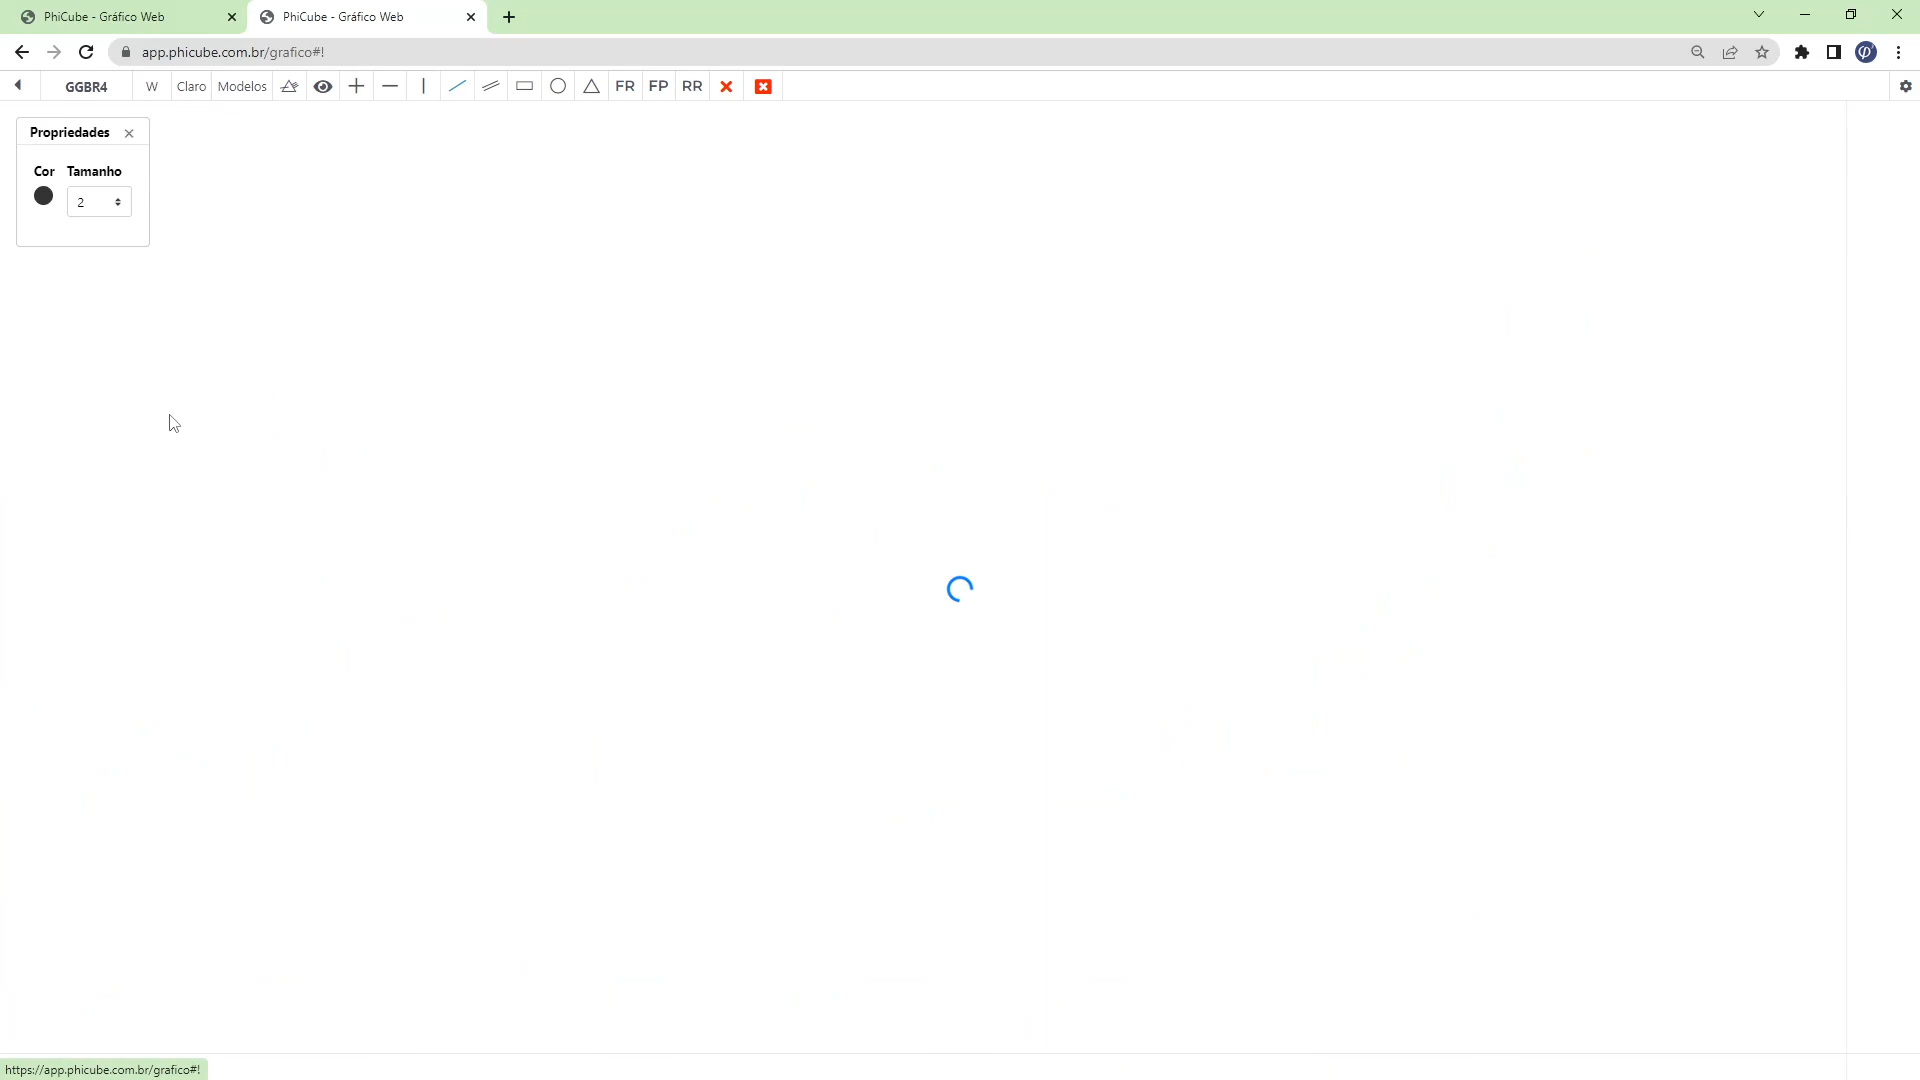 PhiCube - Gráfico Web
PhiCube - Gráfico Web
app.phicube.com.br/grafico#!
GGBR4 W Claro Modelos FR FP RR
Propriedades
Cor Tamanho
2
https://app.phicube.com.br/grafico#!